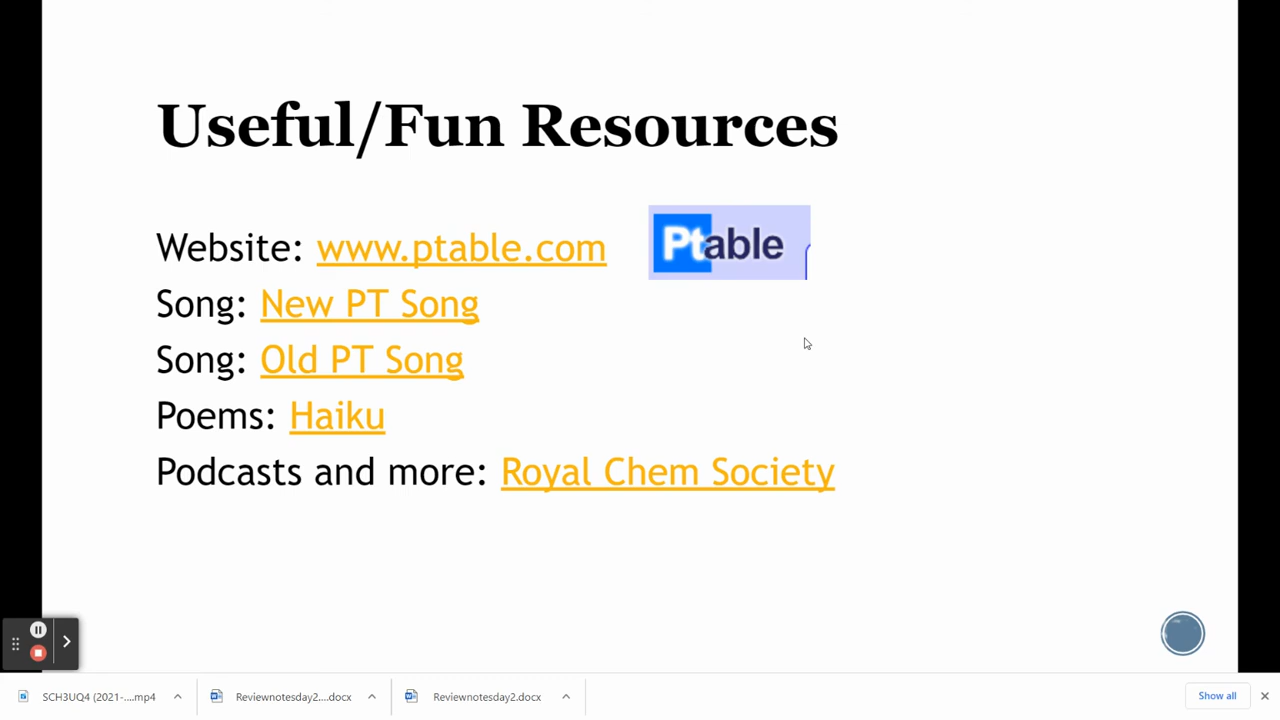 Useful/Fun Resources
Website: www.ptable.com
Ptable
Song: New PT Song
Song: Old PT Song
Poems: Haiku
Podcasts and more: Royal Chem Society
SCH3UQ4 (2021-....mp4
Reviewnotesday2....docx
Reviewnotesday2.docx
Show all